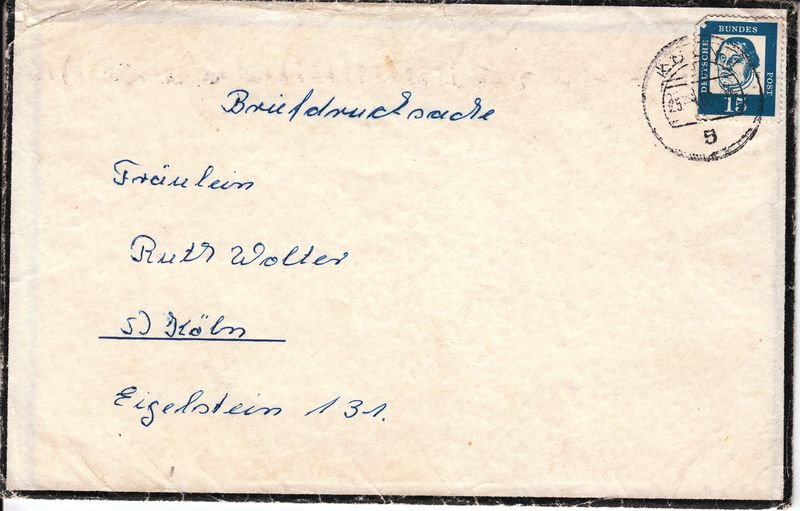 DEUTSCHE
BUNDES
POST
15
5
Briefdrucksache
Fräulein
Ruth Wolter
5) Köln
Eigelstein 131.